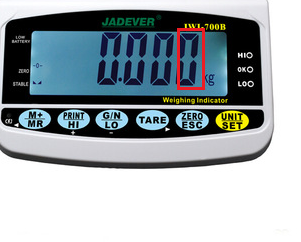 JADEVER
JWI-700B
LOW
BATTERY
0.000 kg
HI
ZERO
-0-
OK
STABLE
LO
Weighing Indicator
M+
MR
PRINT
HI
G/N
LO
TARE
ZERO
ESC
UNIT
SET
+
-